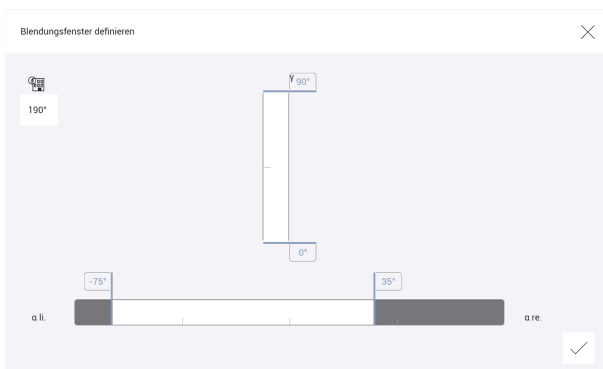 Blendungsfenster definieren
190°
γ 90°
0°
-75°
35°
α li.
α re.